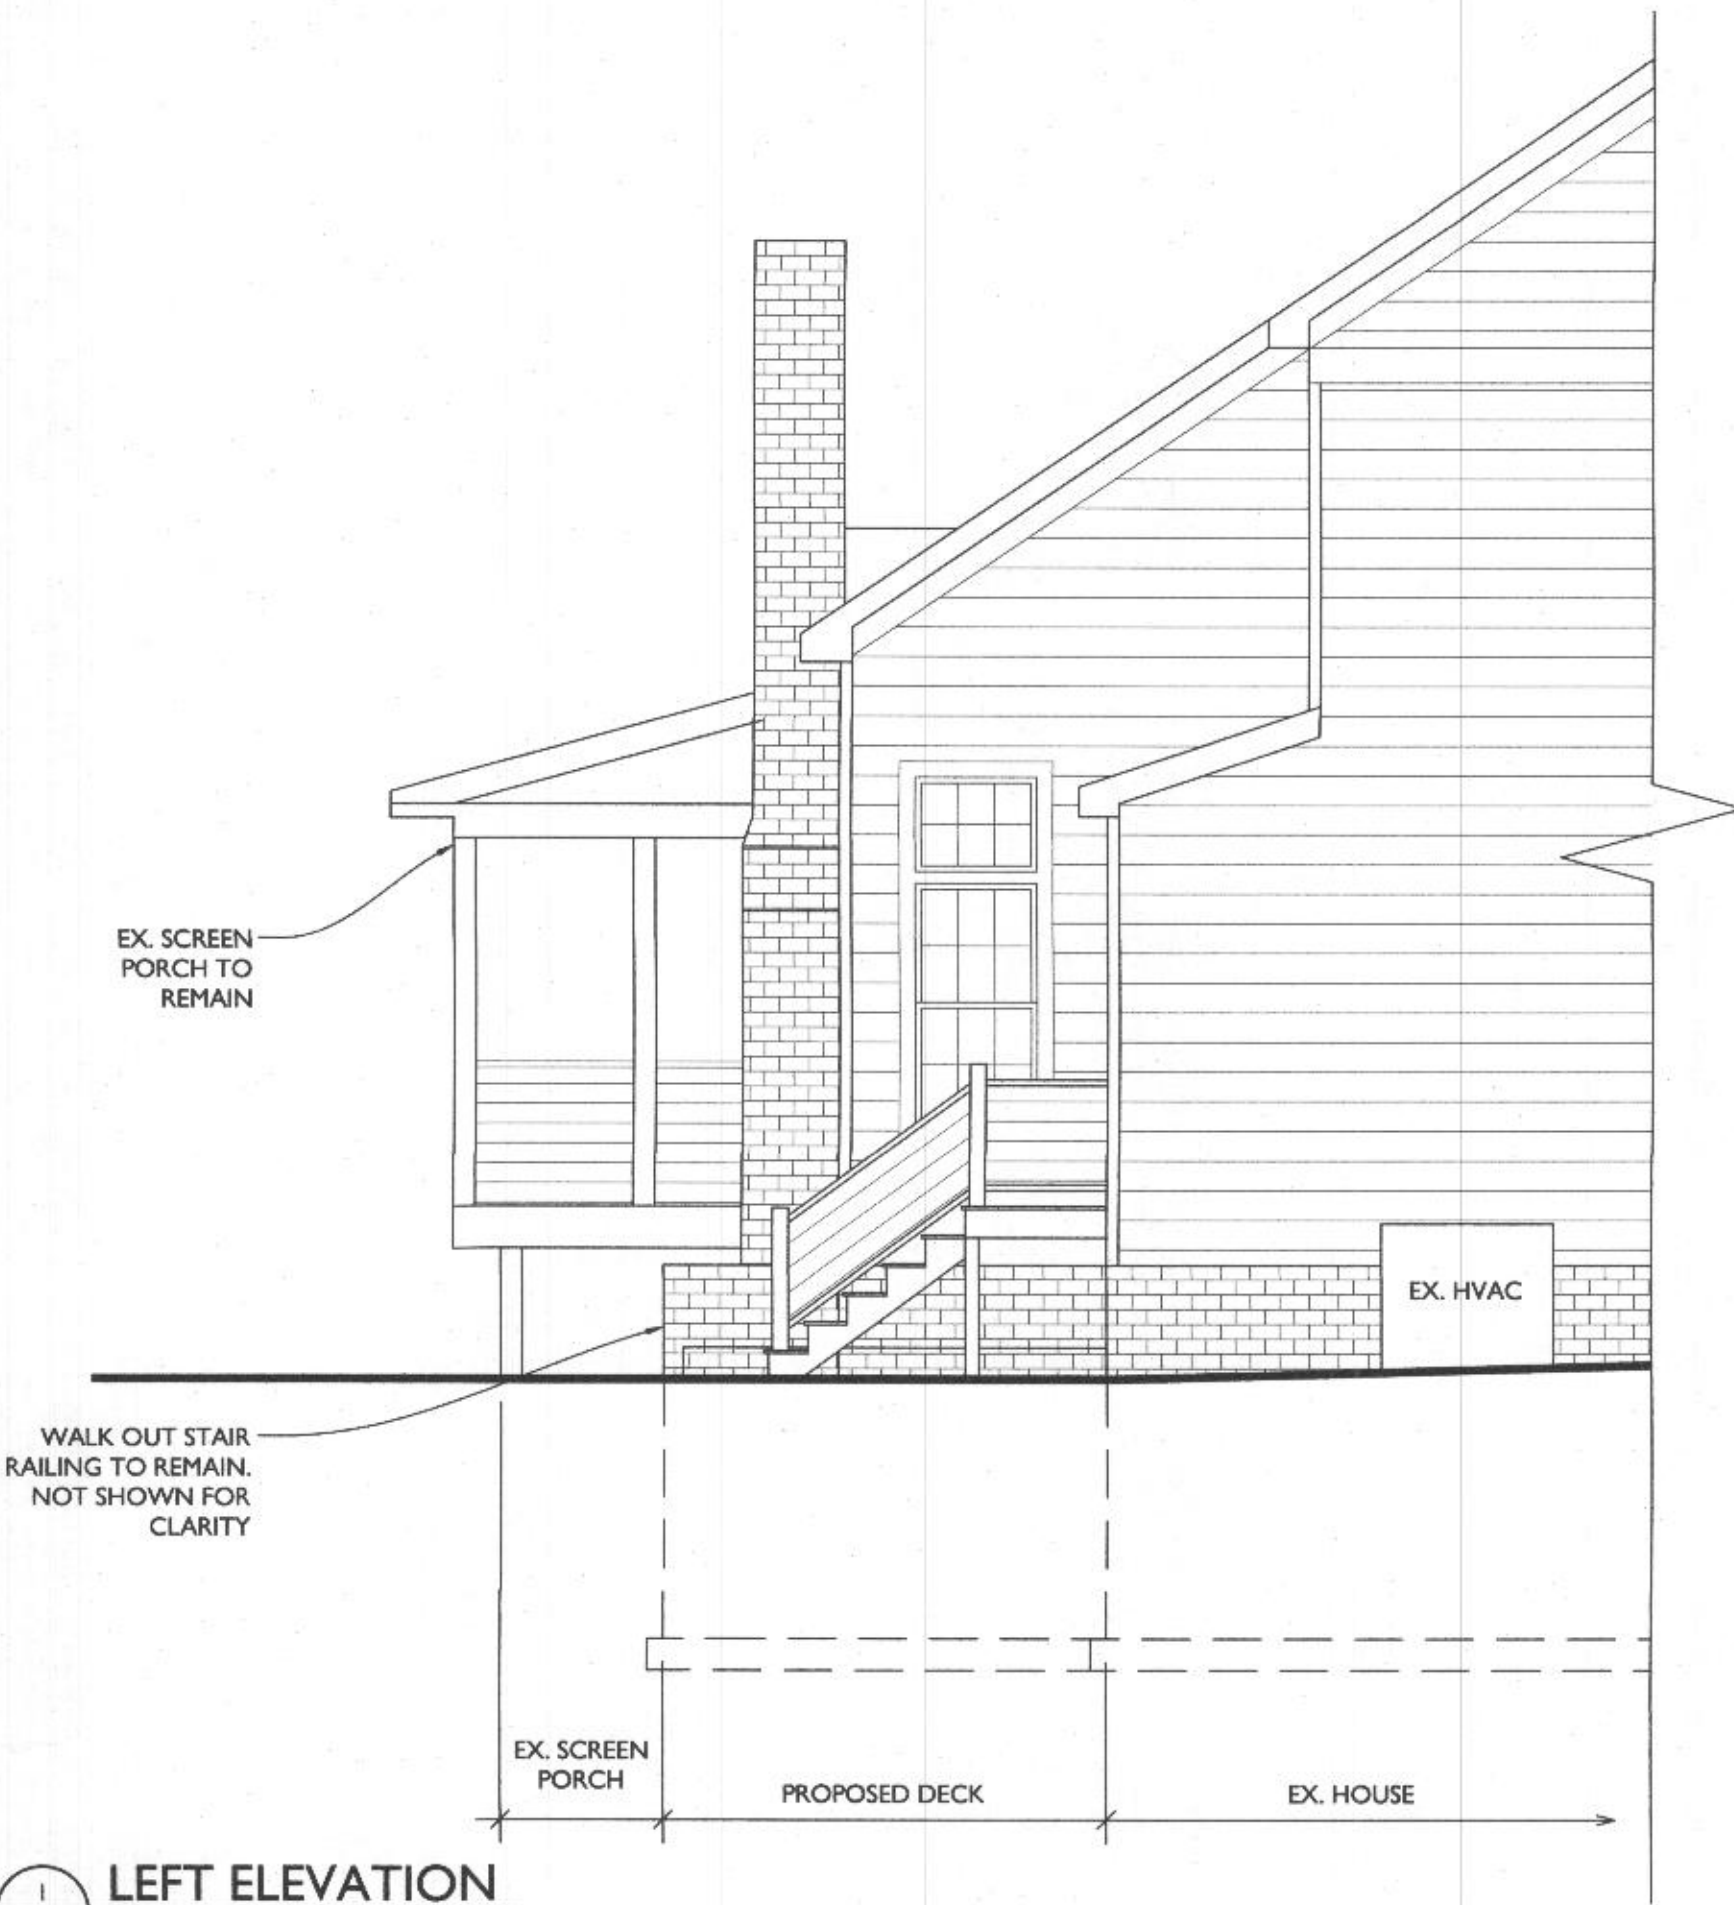 EX. SCREEN
PORCH TO
REMAIN
EX. HVAC
WALK OUT STAIR
RAILING TO REMAIN.
NOT SHOWN FOR
CLARITY
EX. SCREEN
PORCH
PROPOSED DECK
EX. HOUSE
1
LEFT ELEVATION